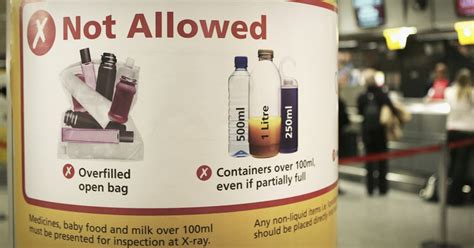 X Not Allowed
500ml
1 Litre
250ml
X Overfilled
open bag
X Containers over 100ml,
even if partially full
Medicines, baby food and milk over 100ml
must be presented for inspection at X-ray.
Any non-liquid items i.e.
should be placed directly